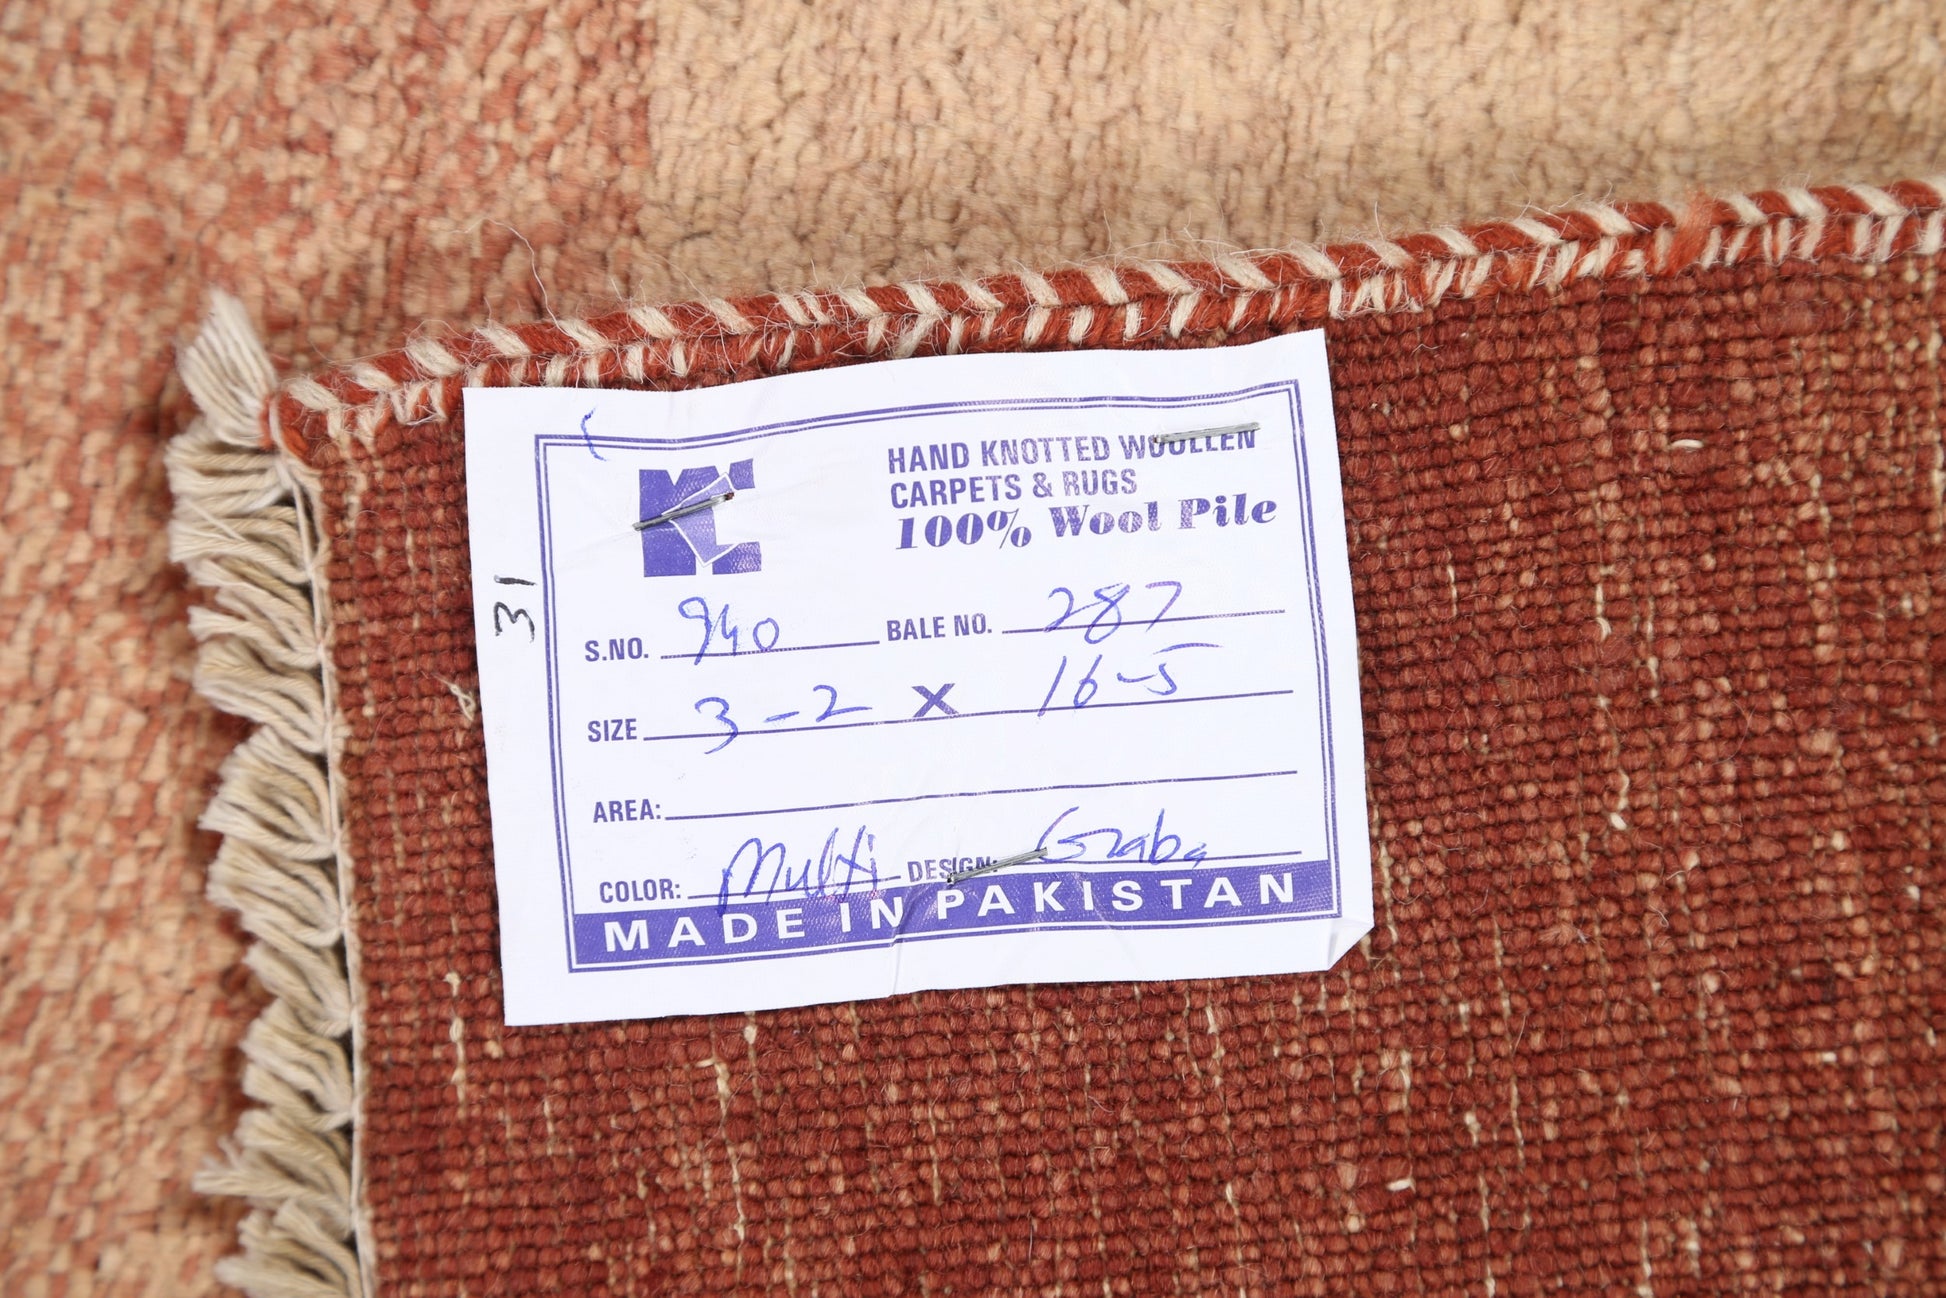 HAND KNOTTED WOOLLEN
CARPETS & RUGS
100% Wool Pile
31
S.NO. 940 BALE NO. 287
SIZE 3-2 X 16-5
AREA:
COLOR: Multi DESIGN: Gzaba
MADE IN PAKISTAN